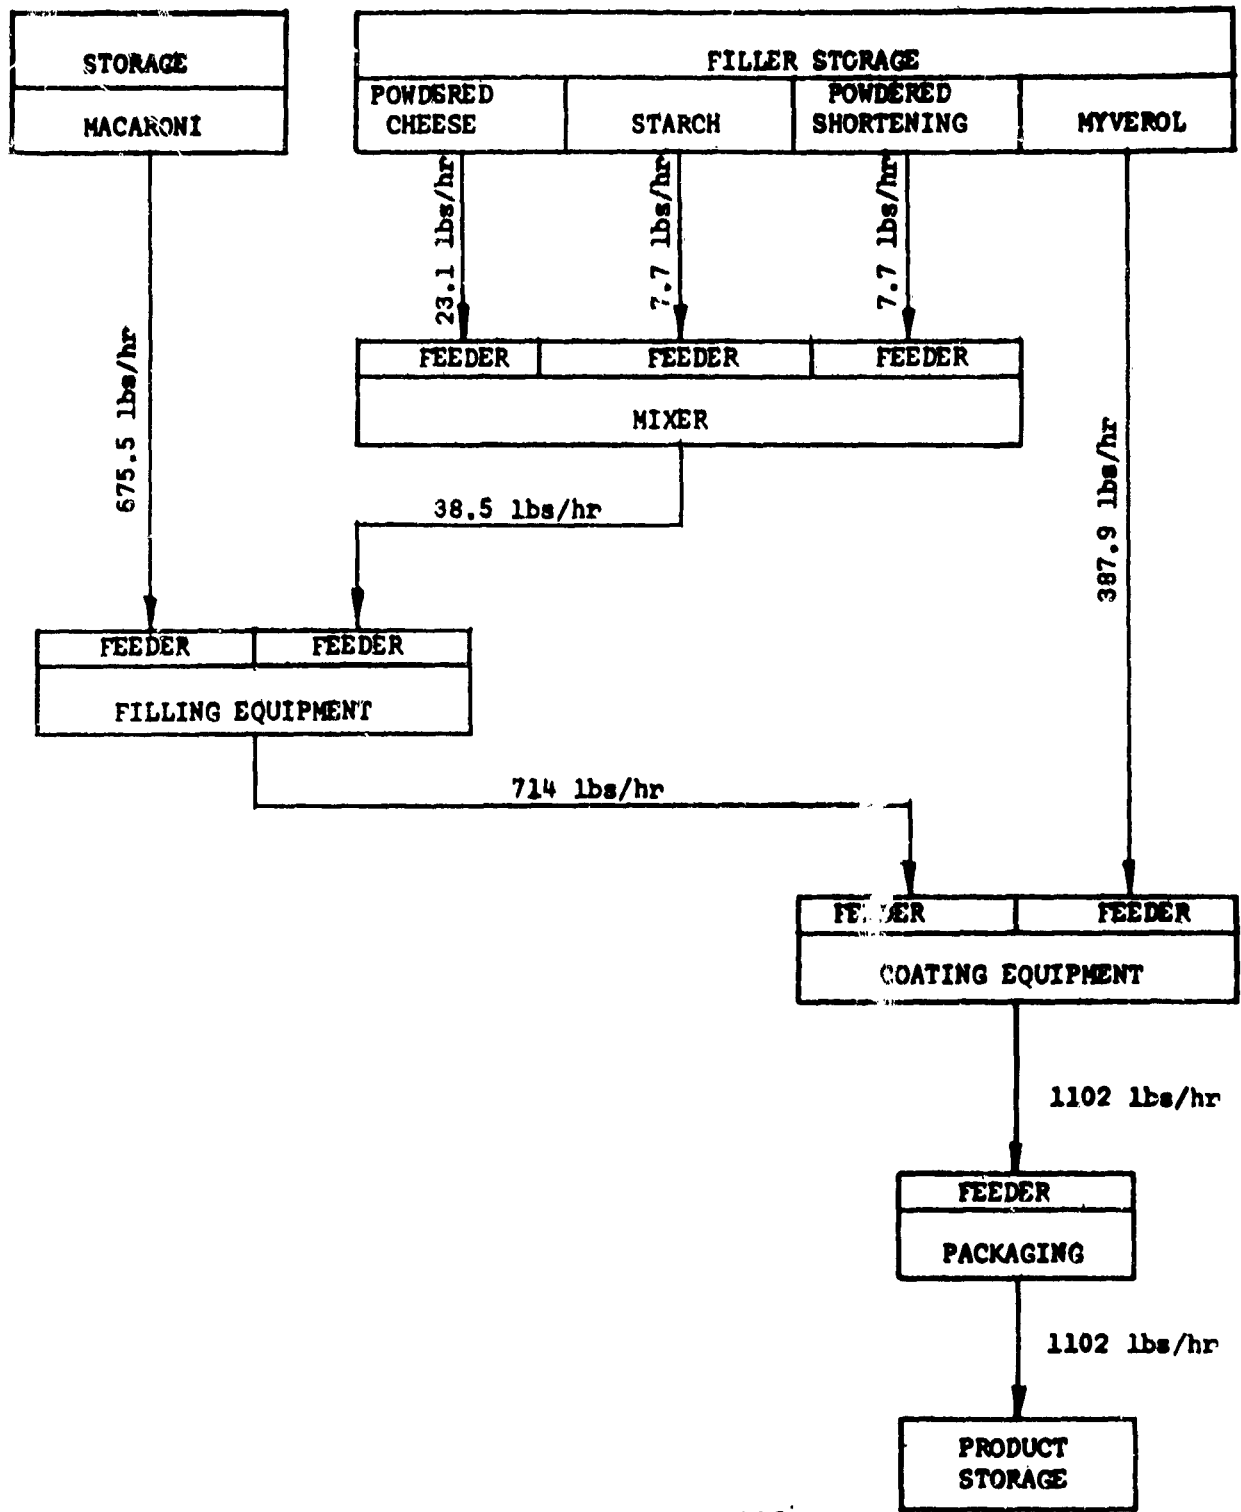 STORAGE
MACARONI
FILLER STORAGE
POWDERED
CHEESE
STARCH
POWDERED
SHORTENING
MYVEROL
675.5 lbs/hr
23.1 lbs/hr
7.7 lbs/hr
7.7 lbs/hr
387.9 lbs/hr
FEEDER
FEEDER
FEEDER
MIXER
38.5 lbs/hr
FEEDER
FEEDER
FILLING EQUIPMENT
714 lbs/hr
FEEDER
FEEDER
COATING EQUIPMENT
1102 lbs/hr
FEEDER
PACKAGING
1102 lbs/hr
PRODUCT
STORAGE